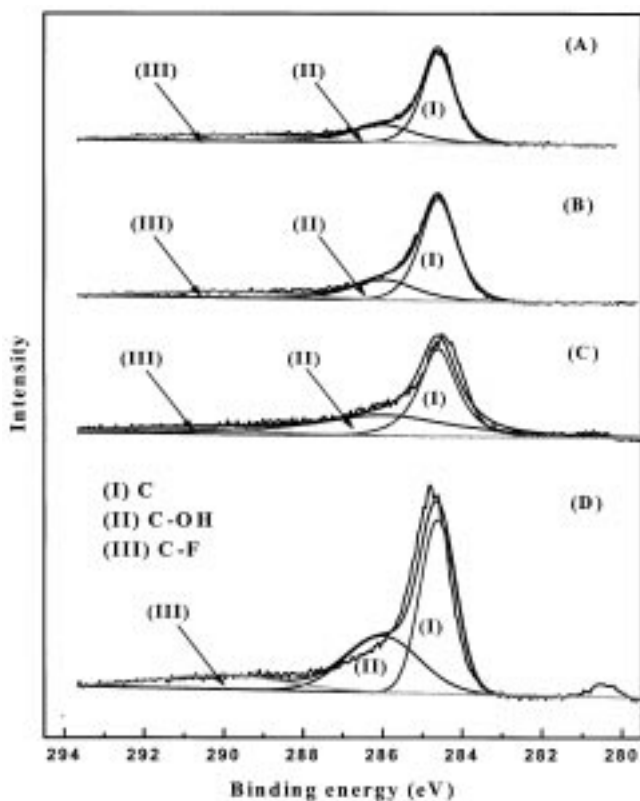 (A)
(III) (II)
(I)
(B)
(III) (II)
(I)
(C)
(III) (II)
(I)
(I) C
(II) C-OH
(III) C-F
(D)
(III)
(I)
(II)
Intensity
294 292 290 288 286 284 282 280
Binding energy (eV)